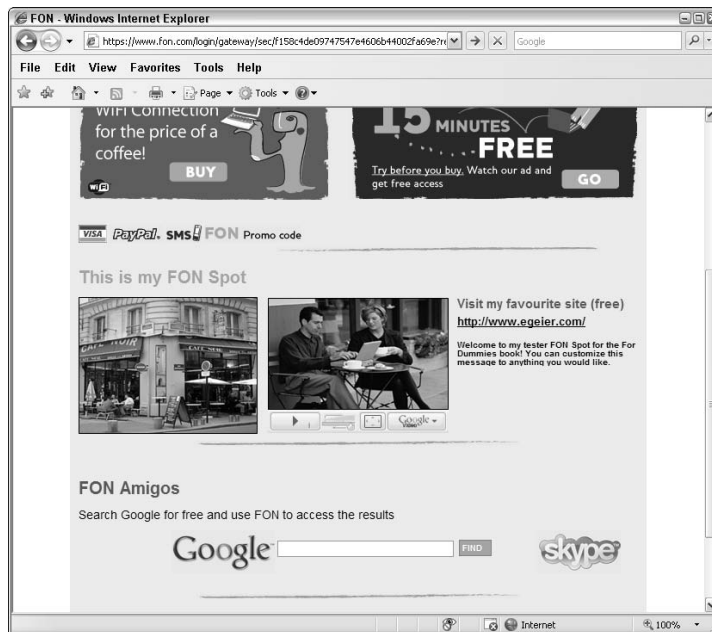 FON - Windows Internet Explorer
https://www.fon.com/login/gateway/sec/f158c4de09747547e4606b44002fa69e?re
Google
File Edit View Favorites Tools Help
Page Tools
WiFi Connection
for the price of a
coffee!
BUY
WiFi
15 MINUTES
FREE
Try before you buy. Watch our ad and
get free access
GO
VISA PayPal. SMS FON Promo code
This is my FON Spot
CAFE NOIR
Google
VIDEO
Visit my favourite site (free)
http://www.egeier.com/
Welcome to my tester FON Spot for the For
Dummies book! You can customize this
message to anything you would like.
FON Amigos
Search Google for free and use FON to access the results
Google FIND skype
Internet 100%